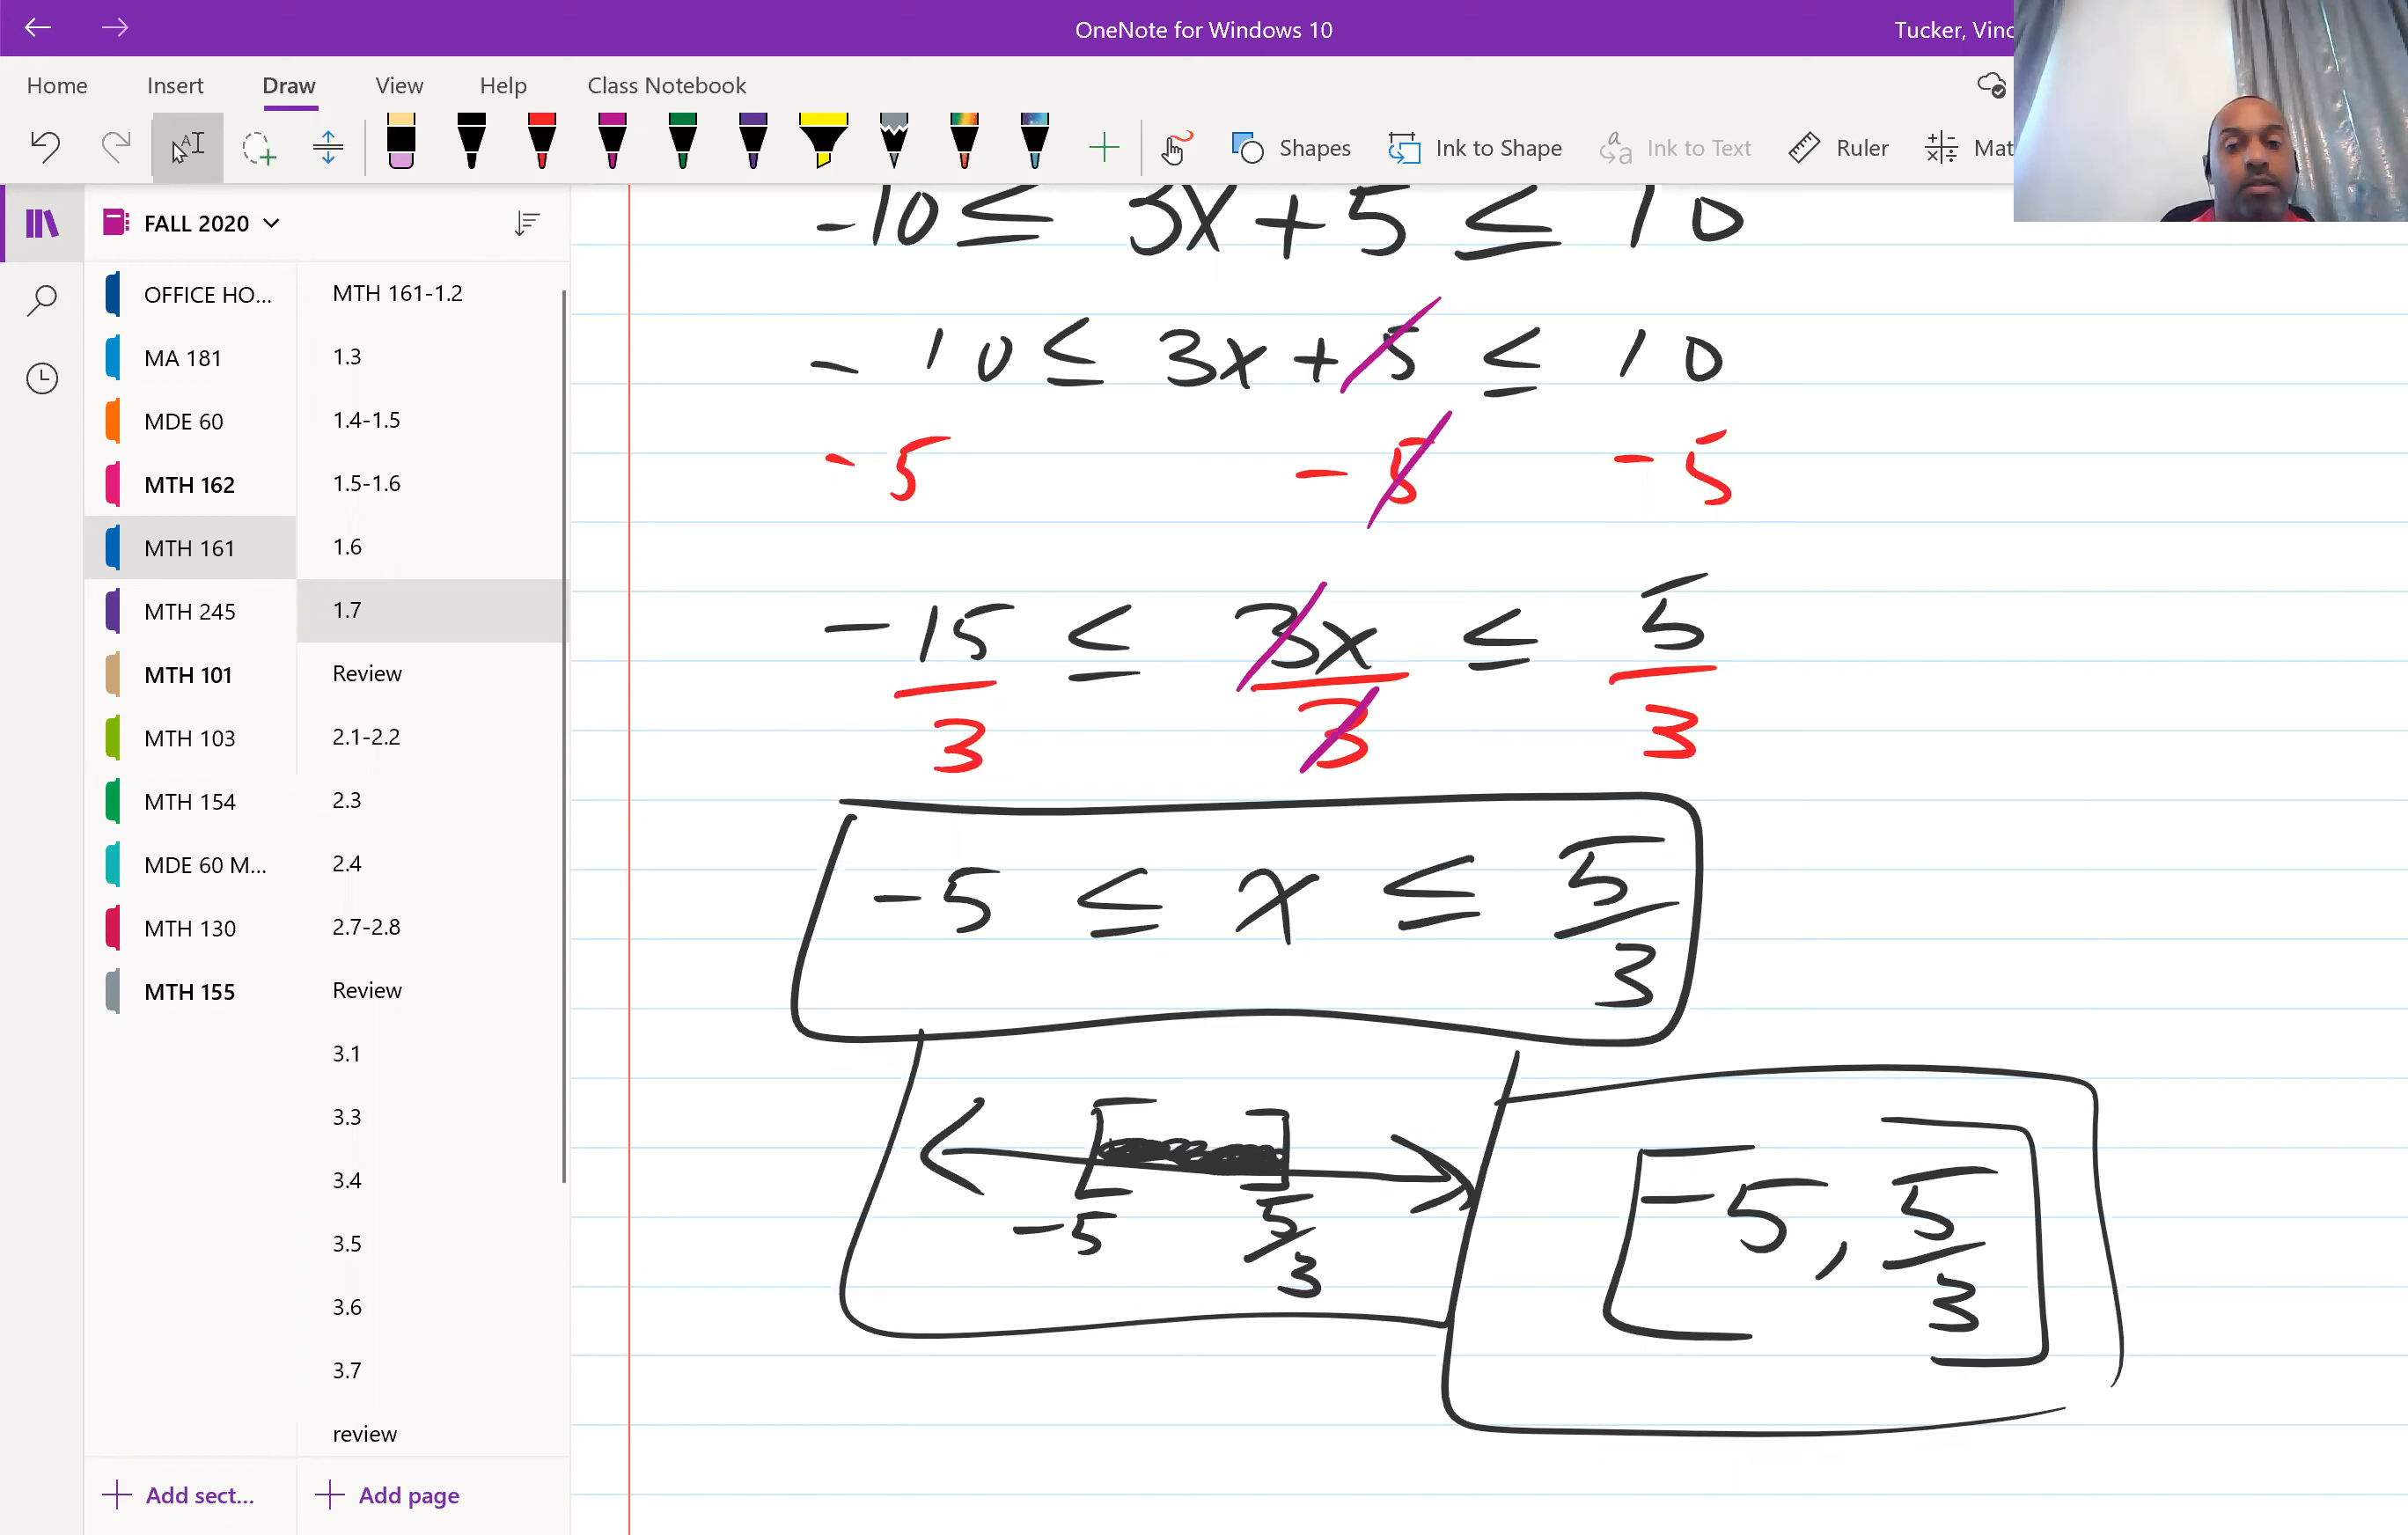 OneNote for Windows 10
Tucker, Vinc
Home Insert Draw View Help Class Notebook
Shapes Ink to Shape Ink to Text Ruler Mat
FALL 2020
OFFICE HO...
MA 181
MDE 60
MTH 162
MTH 161
MTH 245
MTH 101
MTH 103
MTH 154
MDE 60 M...
MTH 130
MTH 155
Add sect...
MTH 161-1.2
1.3
1.4-1.5
1.5-1.6
1.6
1.7
Review
2.1-2.2
2.3
2.4
2.7-2.8
Review
3.1
3.3
3.4
3.5
3.6
3.7
review
Add page
-10 ≤ 3x + 5 ≤ 10
-10 ≤ 3x + 5 ≤ 10
-5 -5 -5
-15 ≤ 3x ≤ 5
3 3 3
-5 ≤ x ≤ 5/3
[ ]
-5 5/3
[-5, 5/3]